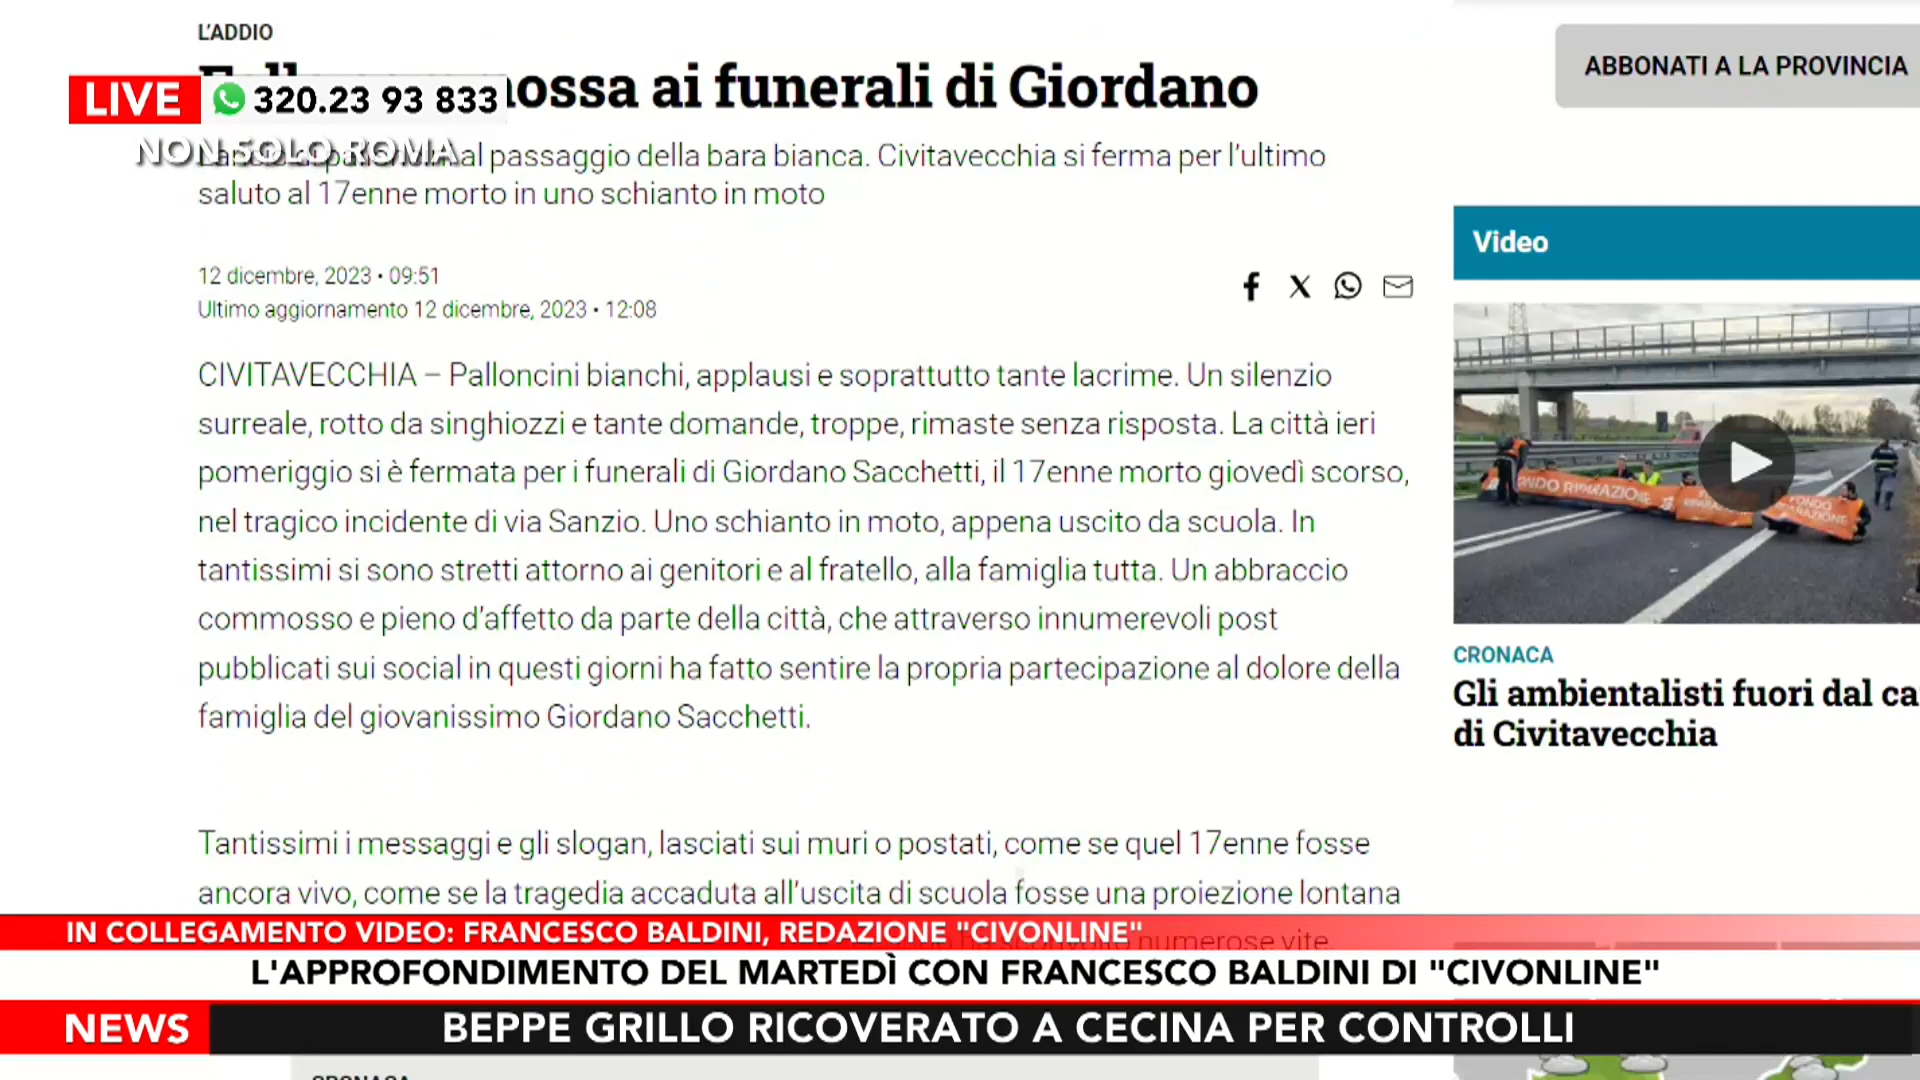 L'ADDIO
ai funerali di Giordano
LIVE 320.23 93 833
NON SOLO ROMA
al passaggio della bara bianca. Civitavecchia si ferma per l'ultimo
saluto al 17enne morto in uno schianto in moto
12 dicembre, 2023 • 09:51
Ultimo aggiornamento 12 dicembre, 2023 • 12:08
CIVITAVECCHIA – Palloncini bianchi, applausi e soprattutto tante lacrime. Un silenzio
surreale, rotto da singhiozzi e tante domande, troppe, rimaste senza risposta. La città ieri
pomeriggio si è fermata per i funerali di Giordano Sacchetti, il 17enne morto giovedì scorso,
nel tragico incidente di via Sanzio. Uno schianto in moto, appena uscito da scuola. In
tantissimi si sono stretti attorno ai genitori e al fratello, alla famiglia tutta. Un abbraccio
commosso e pieno d'affetto da parte della città, che attraverso innumerevoli post
pubblicati sui social in questi giorni ha fatto sentire la propria partecipazione al dolore della
famiglia del giovanissimo Giordano Sacchetti.
Tantissimi i messaggi e gli slogan, lasciati sui muri o postati, come se quel 17enne fosse
ancora vivo, come se la tragedia accaduta all'uscita di scuola fosse una proiezione lontana
numerose vite.
ABBONATI A LA PROVINCIA
Video
FONDO RIPARAZIONE
FONDO
RIPARAZIONE
CRONACA
Gli ambientalisti fuori dal ca
di Civitavecchia
IN COLLEGAMENTO VIDEO: FRANCESCO BALDINI, REDAZIONE "CIVONLINE"
L'APPROFONDIMENTO DEL MARTEDÌ CON FRANCESCO BALDINI DI "CIVONLINE"
NEWS BEPPE GRILLO RICOVERATO A CECINA PER CONTROLLI